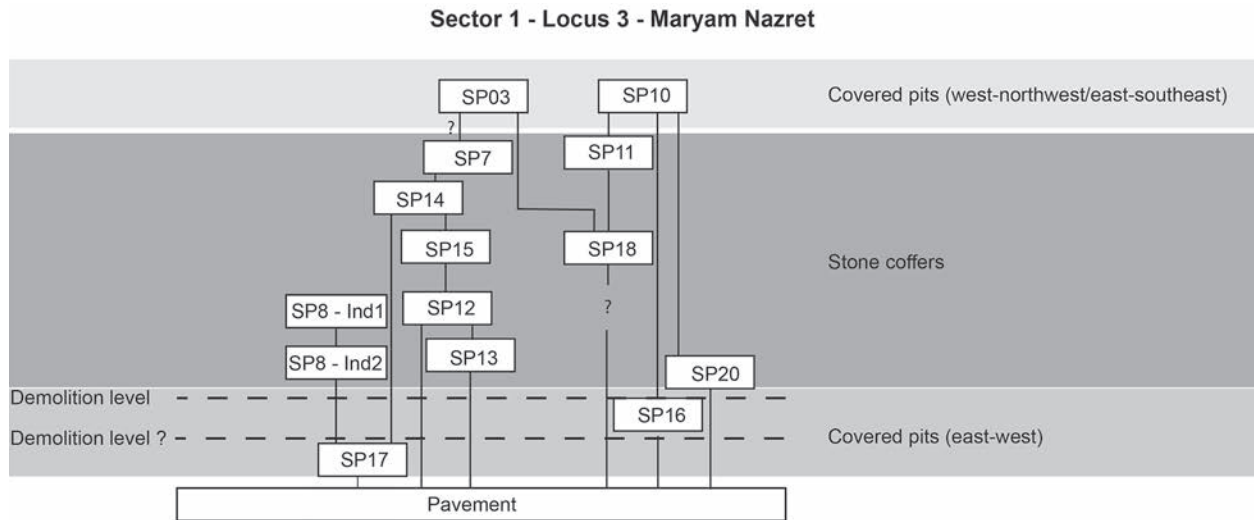 Sector 1 - Locus 3 - Maryam Nazret
SP03
SP10
Covered pits (west-northwest/east-southeast)
?
SP7
SP11
SP14
SP15
SP18
Stone coffers
SP8 - Ind1
SP12
?
SP8 - Ind2
SP13
SP20
Demolition level
SP16
Demolition level ?
Covered pits (east-west)
SP17
Pavement